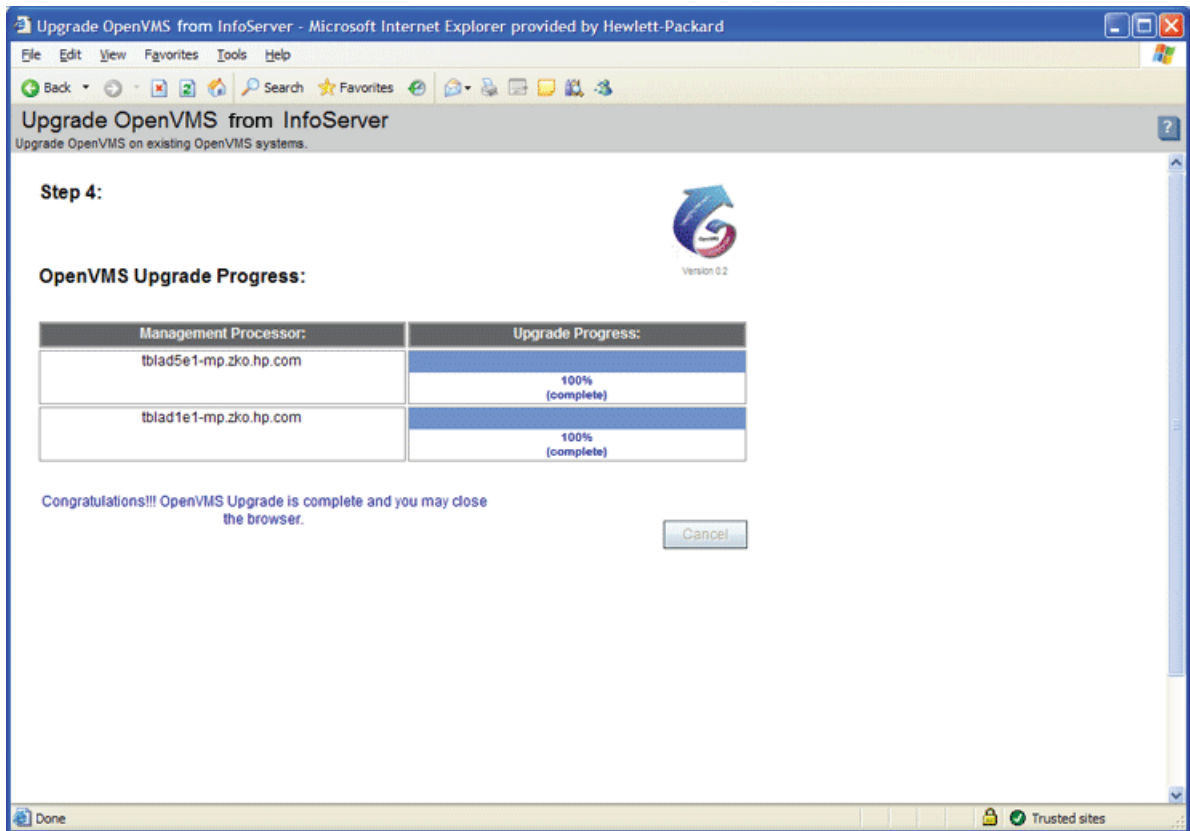 Upgrade OpenVMS from InfoServer - Microsoft Internet Explorer provided by Hewlett-Packard
File Edit View Favorites Tools Help
Back Search Favorites
Upgrade OpenVMS from InfoServer
Upgrade OpenVMS on existing OpenVMS systems.
?
Step 4:
OpenVMS
Version 0.2
OpenVMS Upgrade Progress:
Management Processor: Upgrade Progress:
tblad5e1-mp.zko.hp.com
100%
(complete)
tblad1e1-mp.zko.hp.com
100%
(complete)
Congratulations!!! OpenVMS Upgrade is complete and you may close
the browser.
Cancel
Done Trusted sites